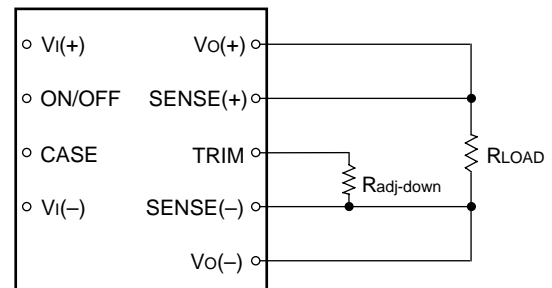 VI(+) VO(+)
ON/OFF SENSE(+)
CASE TRIM RLOAD
Radj-down
VI(–) SENSE(–)
VO(–)